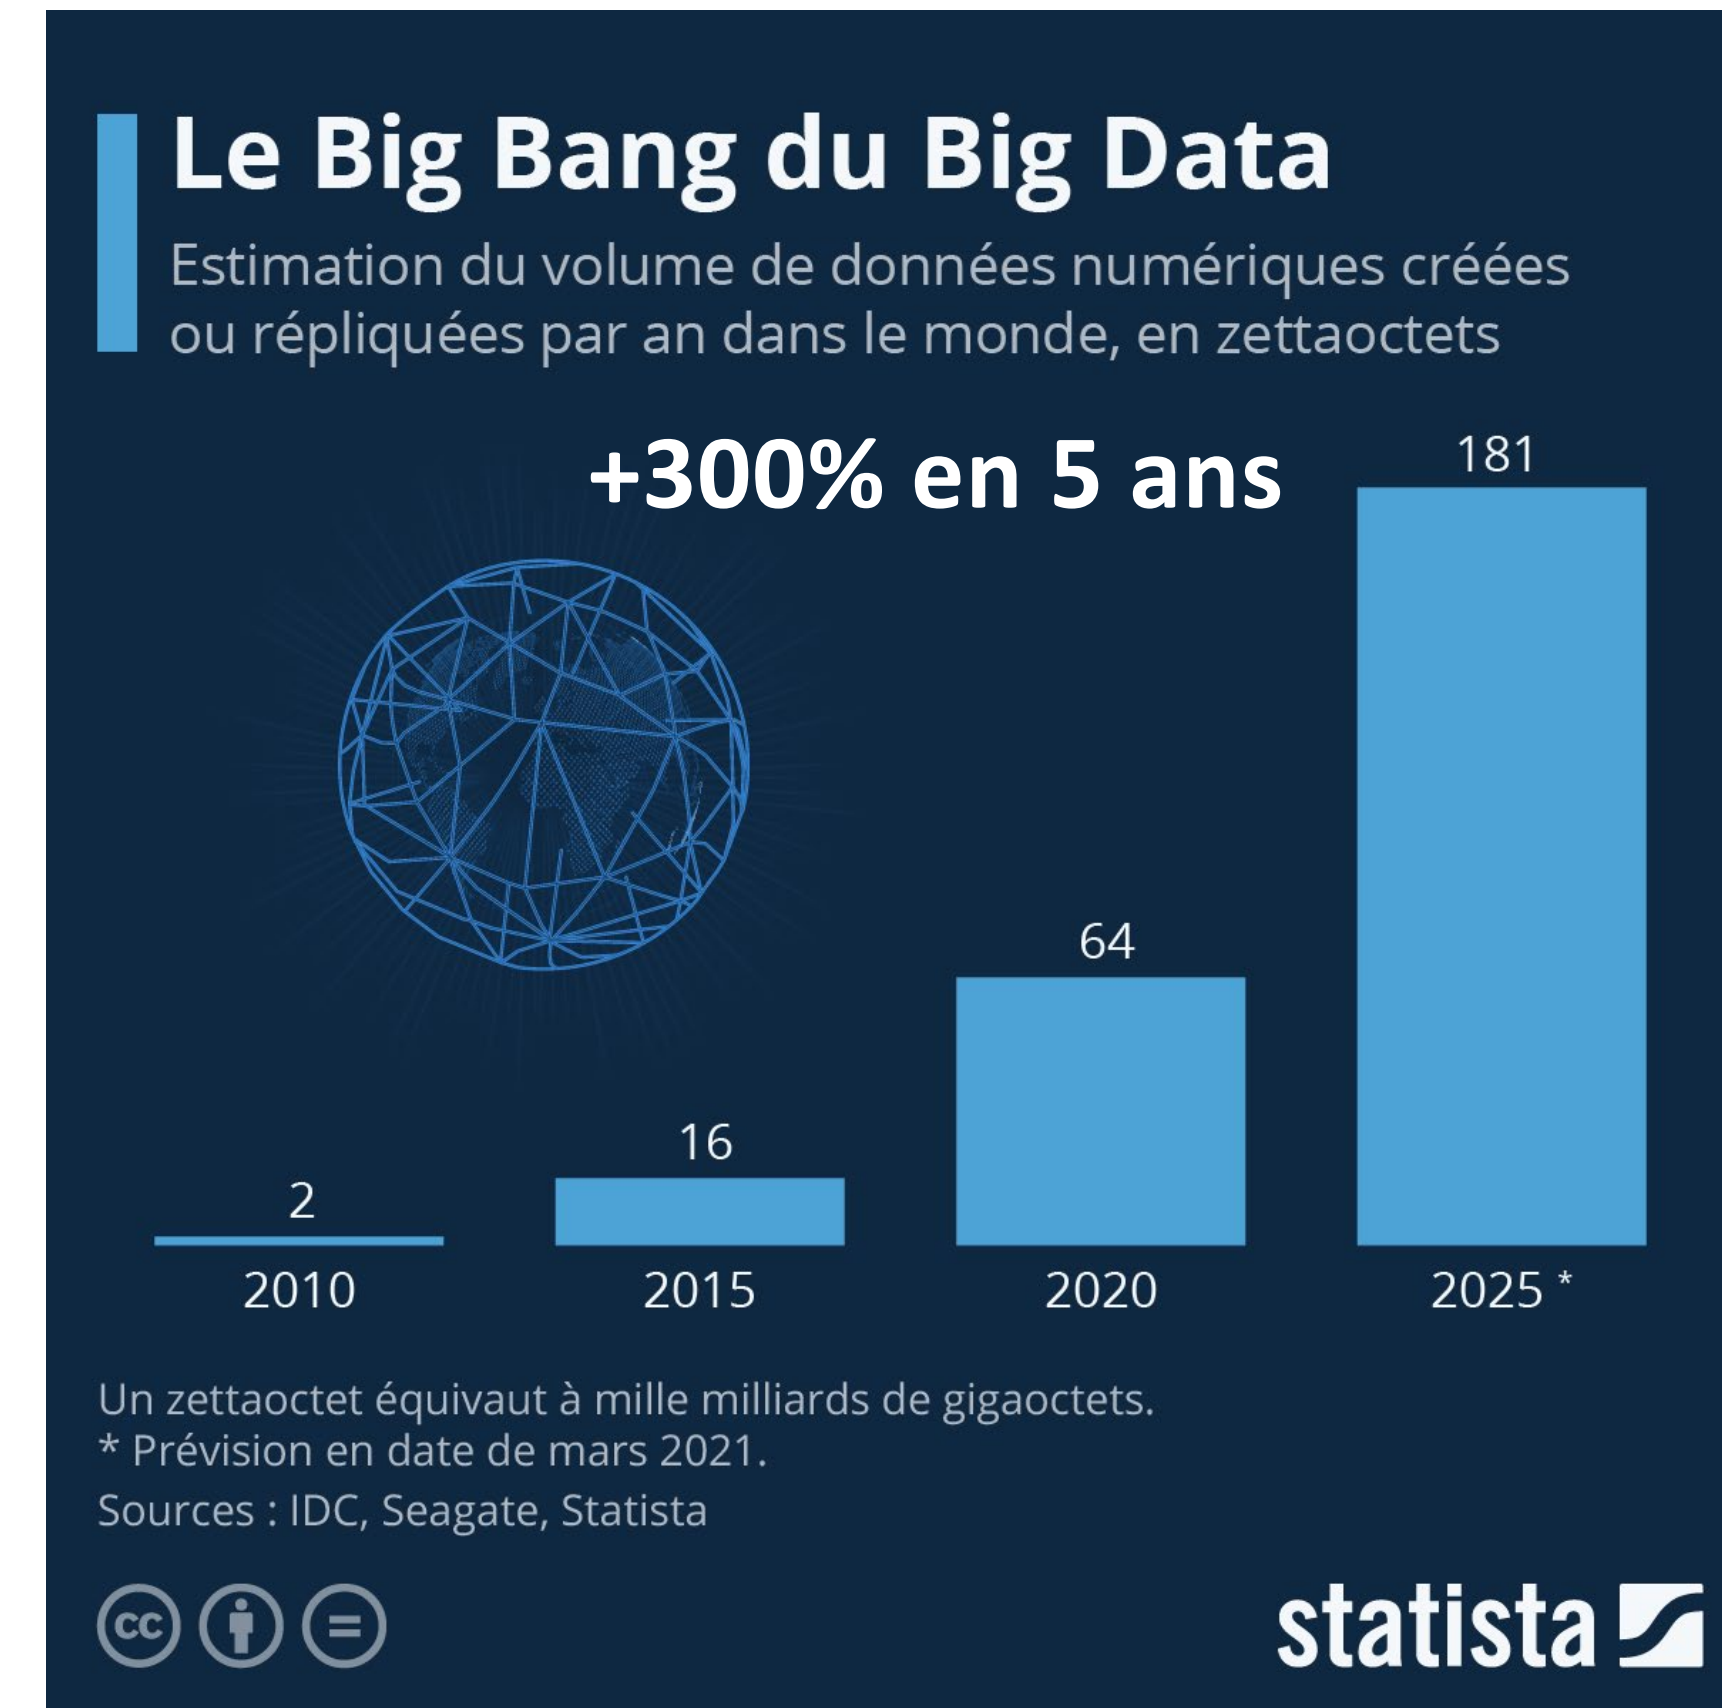 Le Big Bang du Big Data
Estimation du volume de données numériques créées
ou répliquées par an dans le monde, en zettaoctets
+300% en 5 ans
181
64
16
2
2010
2015
2020
2025 *
Un zettaoctet équivaut à mille milliards de gigaoctets.
* Prévision en date de mars 2021.
Sources : IDC, Seagate, Statista
cc
statista